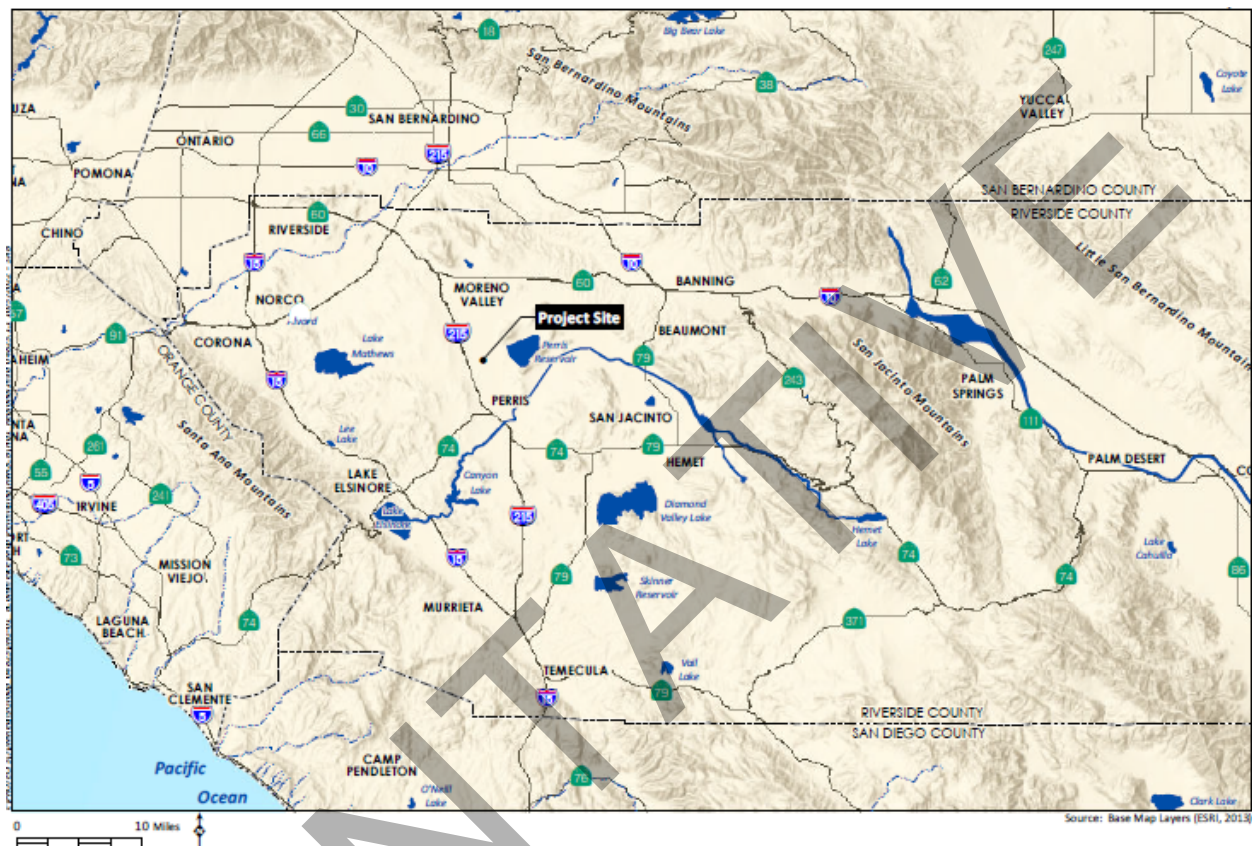 18
Big Bear Lake
247
Coyote
Lake
San Bernardino Mountains
38
YUCCA
VALLEY
30
SAN BERNARDINO
66
ONTARIO
215
10
POMONA
SAN BERNARDINO COUNTY
RIVERSIDE COUNTY
60
RIVERSIDE
CHINO
Little San Bernardino Mountain
15
10
60
BANNING
62
MORENO
VALLEY
10
NORCO
Project Site
91
CORONA
ORANGE COUNTY
Lake
Mathews
215
Perris
Reservoir
BEAUMONT
79
San Jacinto Mountains
PALM
SPRINGS
15
243
PERRIS
SAN JACINTO
111
Santa Ana Mountains
Lee
Lake
261
74
74
79
HEMET
PALM DESERT
55
5
LAKE
ELSINORE
Canyon
Lake
405
IRVINE
241
Lake
Elsinore
215
Diamond
Valley Lake
Hemet
Lake
Lake
Cahuilla
73
MISSION
VIEJO
15
79
Skinner
Reservoir
74
74
86
LAGUNA
BEACH
74
MURRIETA
371
SAN
CLEMENTE
5
TEMECULA
15
Vail
Lake
79
RIVERSIDE COUNTY
SAN DIEGO COUNTY
Pacific
Ocean
CAMP
PENDLETON
O'Neill
Lake
76
Clark Lake
0
10 Miles
Source: Base Map Layers (ESRI, 2013)
NTATIVE